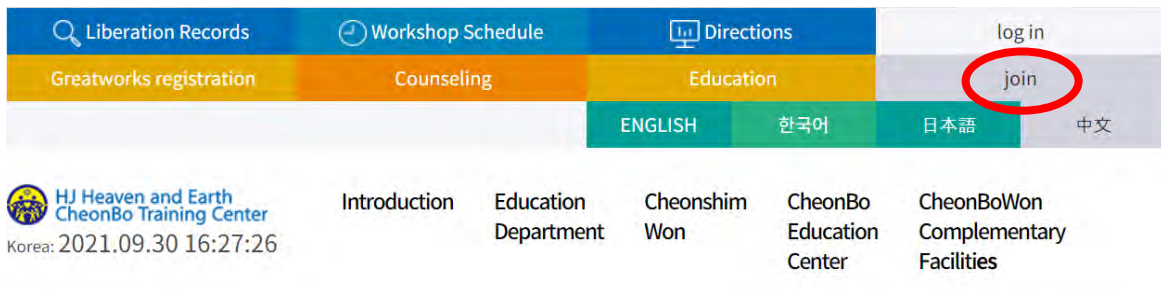 Liberation Records Workshop Schedule Directions log in
Greatworks registration Counseling Education join
ENGLISH 한국어 日本語 中文
HJ Heaven and Earth
CheonBo Training Center
Korea: 2021.09.30 16:27:26
Introduction
Education
Department
Cheonshim
Won
CheonBo
Education
Center
CheonBoWon
Complementary
Facilities